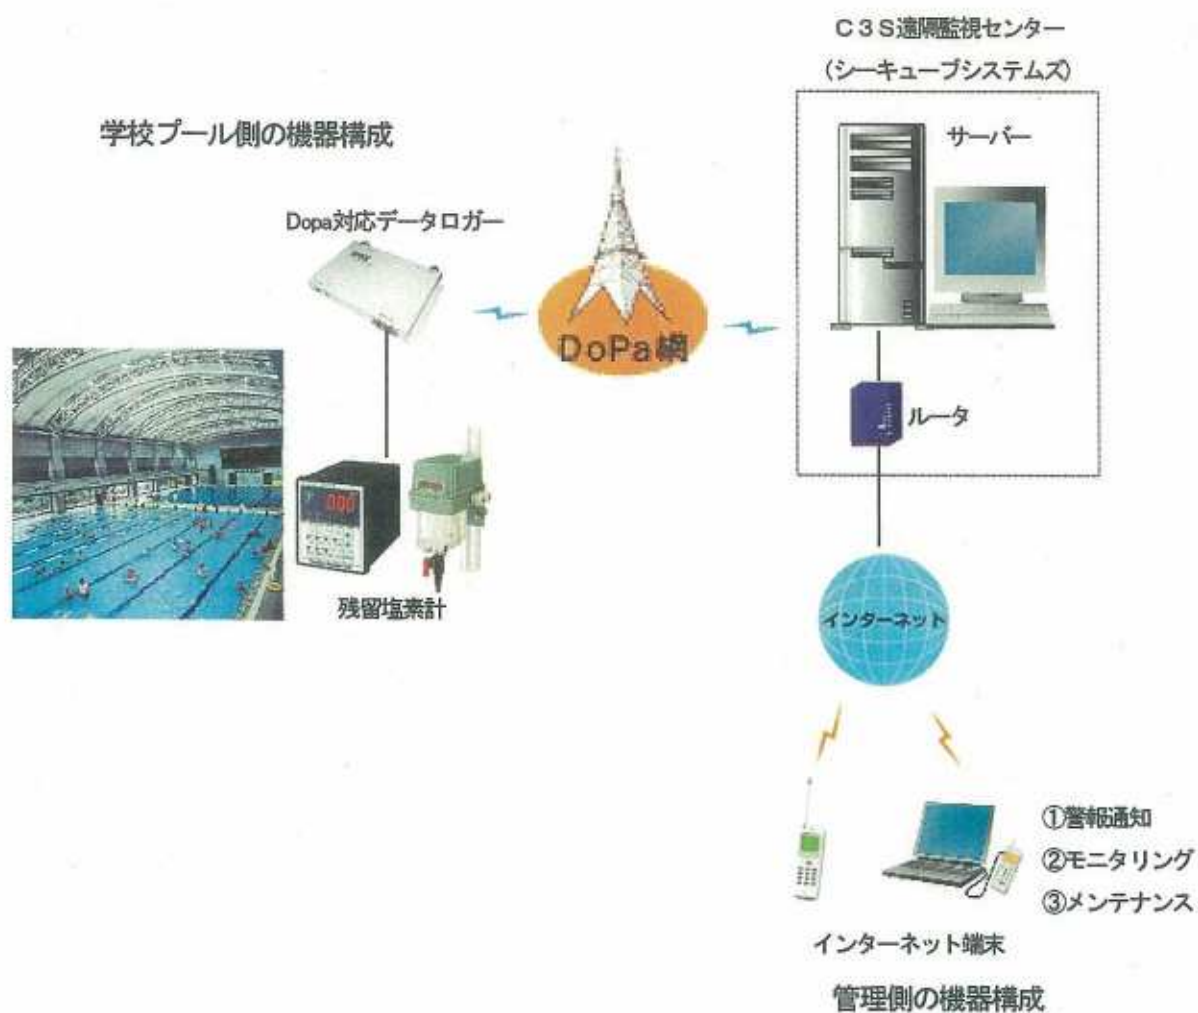 C3S遠隔監視センター
(シーキューブシステムズ)
学校プール側の機器構成
サーバー
Dopa対応データロガー
DoPa網
ルータ
残留塩素計
インターネット
①警報通知
②モニタリング
③メンテナンス
インターネット端末
管理側の機器構成